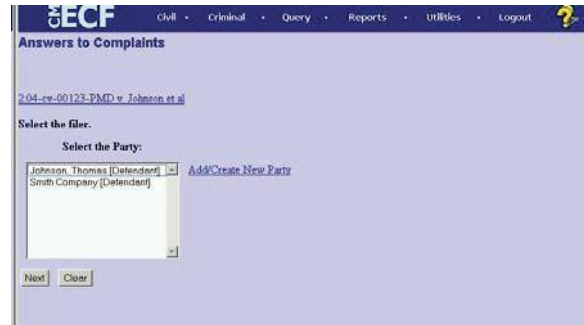 CM ECF Civil • Criminal • Query • Reports • Utilities • Logout ?
Answers to Complaints
2:04-cv-00123-PMD v. Johnson et al
Select the filer.
Select the Party:
Johnson, Thomas [Defendant] Add/Create New Party
Smith Company [Defendant]
Next Clear